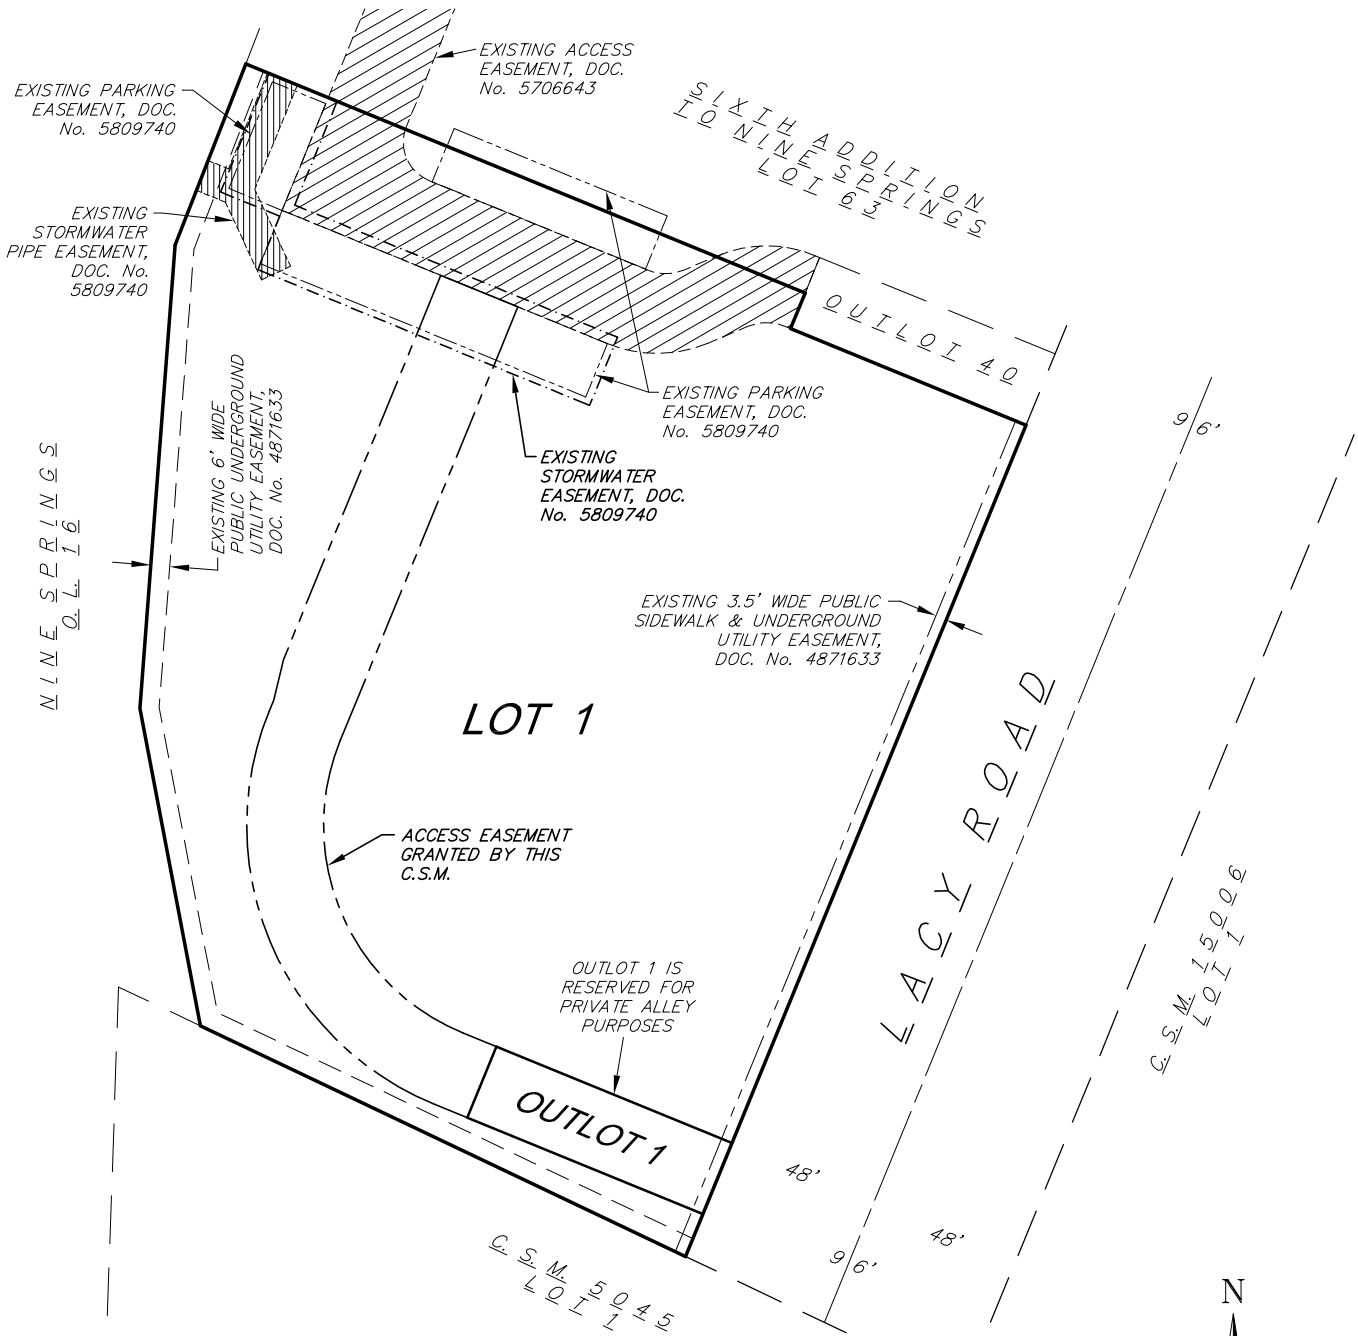 EXISTING ACCESS
EASEMENT, DOC.
No. 5706643
EXISTING PARKING
EASEMENT, DOC.
No. 5809740
SIXTH ADDITION
TO NINE SPRINGS
LOT 63
EXISTING
STORMWATER
PIPE EASEMENT,
DOC. No.
5809740
OUTLOT 40
EXISTING 6' WIDE
PUBLIC UNDERGROUND
UTILITY EASEMENT,
DOC. No. 4871633
EXISTING PARKING
EASEMENT, DOC.
No. 5809740
96'
EXISTING
STORMWATER
EASEMENT, DOC.
No. 5809740
NINE SPRINGS
O.L. 16
EXISTING 3.5' WIDE PUBLIC
SIDEWALK & UNDERGROUND
UTILITY EASEMENT,
DOC. No. 4871633
LOT 1
LACY ROAD
ACCESS EASEMENT
GRANTED BY THIS
C.S.M.
C.S.M. 15006
LOT 1
OUTLOT 1 IS
RESERVED FOR
PRIVATE ALLEY
PURPOSES
OUTLOT 1
48'
48'
96'
C.S.M. 5045
LOT 1
N